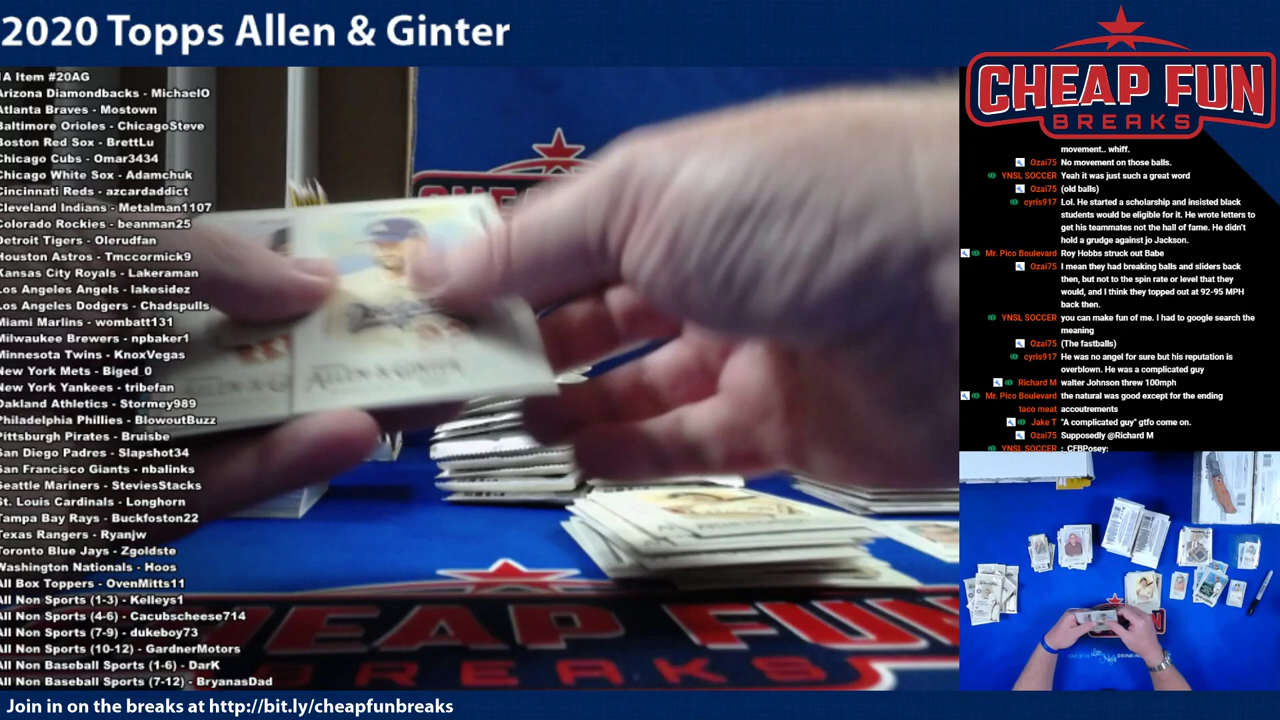 2020 Topps Allen & Ginter
CHEAP FUN
BREAKS
1A Item #20AG
Arizona Diamondbacks - MichaelO
Atlanta Braves - Mostown
Baltimore Orioles - ChicagoSteve
Boston Red Sox - BrettLu
Chicago Cubs - Omar3434
Chicago White Sox - Adamchuk
Cincinnati Reds - azcardaddict
Cleveland Indians - Metalman1107
Colorado Rockies - beanman25
Detroit Tigers - Olerudfan
Houston Astros - Tmccormick9
Kansas City Royals - Lakeraman
Los Angeles Angels - lakesidez
Los Angeles Dodgers - Chadspulls
Miami Marlins - wombatt131
Milwaukee Brewers - npbaker1
Minnesota Twins - KnoxVegas
New York Mets - Biged_0
New York Yankees - tribefan
Oakland Athletics - Stormey989
Philadelphia Phillies - BlowoutBuzz
Pittsburgh Pirates - Bruisbe
San Diego Padres - Slapshot34
San Francisco Giants - nbalinks
Seattle Mariners - SteviesStacks
St. Louis Cardinals - Longhorn
Tampa Bay Rays - Buckfoston22
Texas Rangers - Ryanjw
Toronto Blue Jays - Zgoldste
Washington Nationals - Hoos
All Box Toppers - OvenMitts11
All Non Sports (1-3) - Kelleys1
All Non Sports (4-6) - Cacubscheese714
All Non Sports (7-9) - dukeboy73
All Non Sports (10-12) - GardnerMotors
All Non Baseball Sports (1-6) - DarK
All Non Baseball Sports (7-12) - BryanasDad
ALLEN & GINTER
CHEAP FUN
BREAKS
movement.. whiff.
Ozai75 No movement on those balls.
YNSL SOCCER Yeah it was just such a great word
Ozai75 (old balls)
cyris917 Lol. He started a scholarship and insisted black
students would be eligible for it. He wrote letters to
get his teammates not the hall of fame. He didn't
hold a grudge against jo Jackson.
Mr. Pico Boulevard Roy Hobbs struck out Babe
Ozai75 I mean they had breaking balls and sliders back
then, but not to the spin rate or level that they
would, and I think they topped out at 92-95 MPH
back then.
YNSL SOCCER you can make fun of me. I had to google search the
meaning
Ozai75 (The fastballs)
cyris917 He was no angel for sure but his reputation is
overblown. He was a complicated guy
Richard M walter Johnson threw 100mph
Mr. Pico Boulevard the natural was good except for the ending
taco meat accoutrements
Jake T "A complicated guy" gtfo come on.
Ozai75 Supposedly @Richard M
YNSL SOCCER :_CFBPosey:
Join in on the breaks at http://bit.ly/cheapfunbreaks